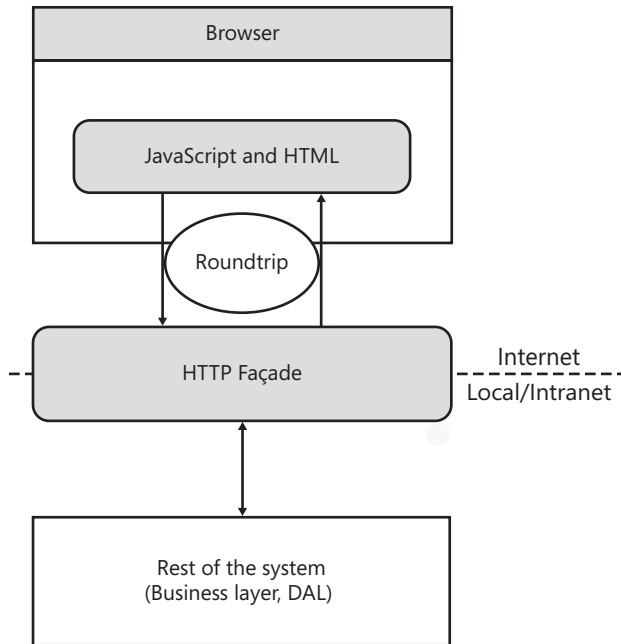 Browser
JavaScript and HTML
Roundtrip
HTTP Façade
Internet
Local/Intranet
Rest of the system
(Business layer, DAL)